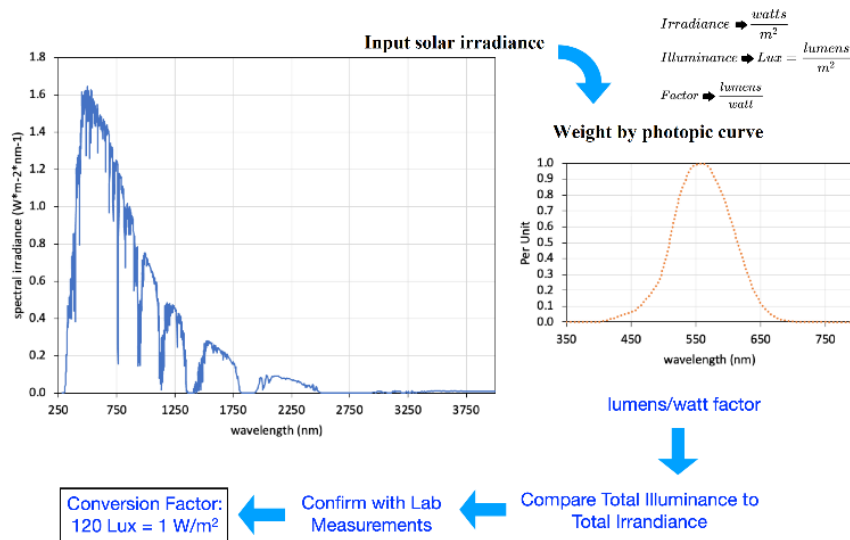 Input solar irradiance
Irradiance ➡ watts/m²
Illuminance ➡ Lux = lumens/m²
Factor ➡ lumens/watt
Weight by photopic curve
spectral irradiance (W*m-2*nm-1)
1.8
1.6
1.4
1.2
1.0
0.8
0.6
0.4
0.2
0.0
250 750 1250 1750 2250 2750 3250 3750
wavelength (nm)
Per Unit
1.0
0.9
0.8
0.7
0.6
0.5
0.4
0.3
0.2
0.1
0.0
350 450 550 650 750
wavelength (nm)
lumens/watt factor
Compare Total Illuminance to
Total Irrandiance
Confirm with Lab
Measurements
Conversion Factor:
120 Lux = 1 W/m²